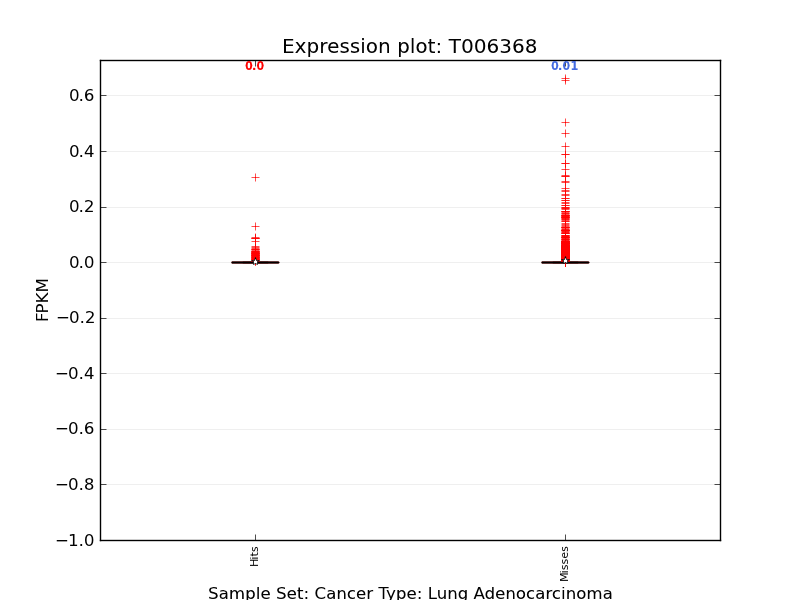 Expression plot: T006368
0.0 0.01
0.6
0.4
0.2
0.0
−0.2
−0.4
−0.6
−0.8
−1.0
FPKM
Hits Misses
Sample Set: Cancer Type: Lung Adenocarcinoma